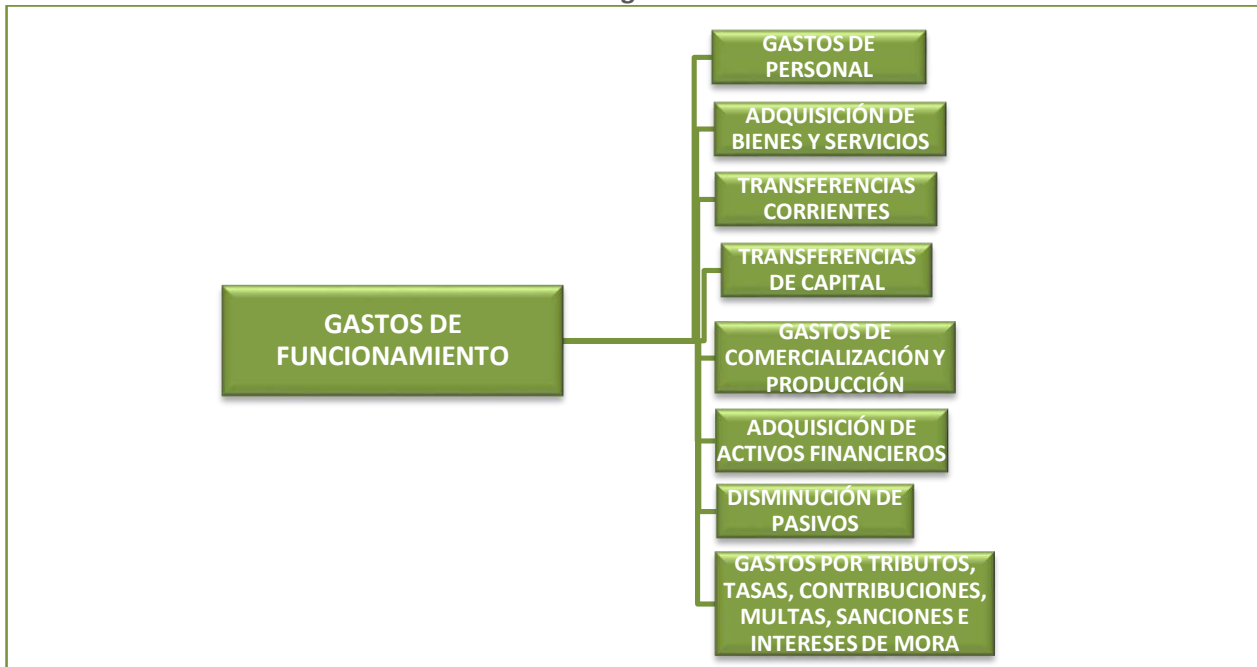 GASTOS DE
PERSONAL
ADQUISICIÓN DE
BIENES Y SERVICIOS
TRANSFERENCIAS
CORRIENTES
TRANSFERENCIAS
DE CAPITAL
GASTOS DE
FUNCIONAMIENTO
GASTOS DE
COMERCIALIZACIÓN Y
PRODUCCIÓN
ADQUISICIÓN DE
ACTIVOS FINANCIEROS
DISMINUCIÓN DE
PASIVOS
GASTOS POR TRIBUTOS,
TASAS, CONTRIBUCIONES,
MULTAS, SANCIONES E
INTERESES DE MORA